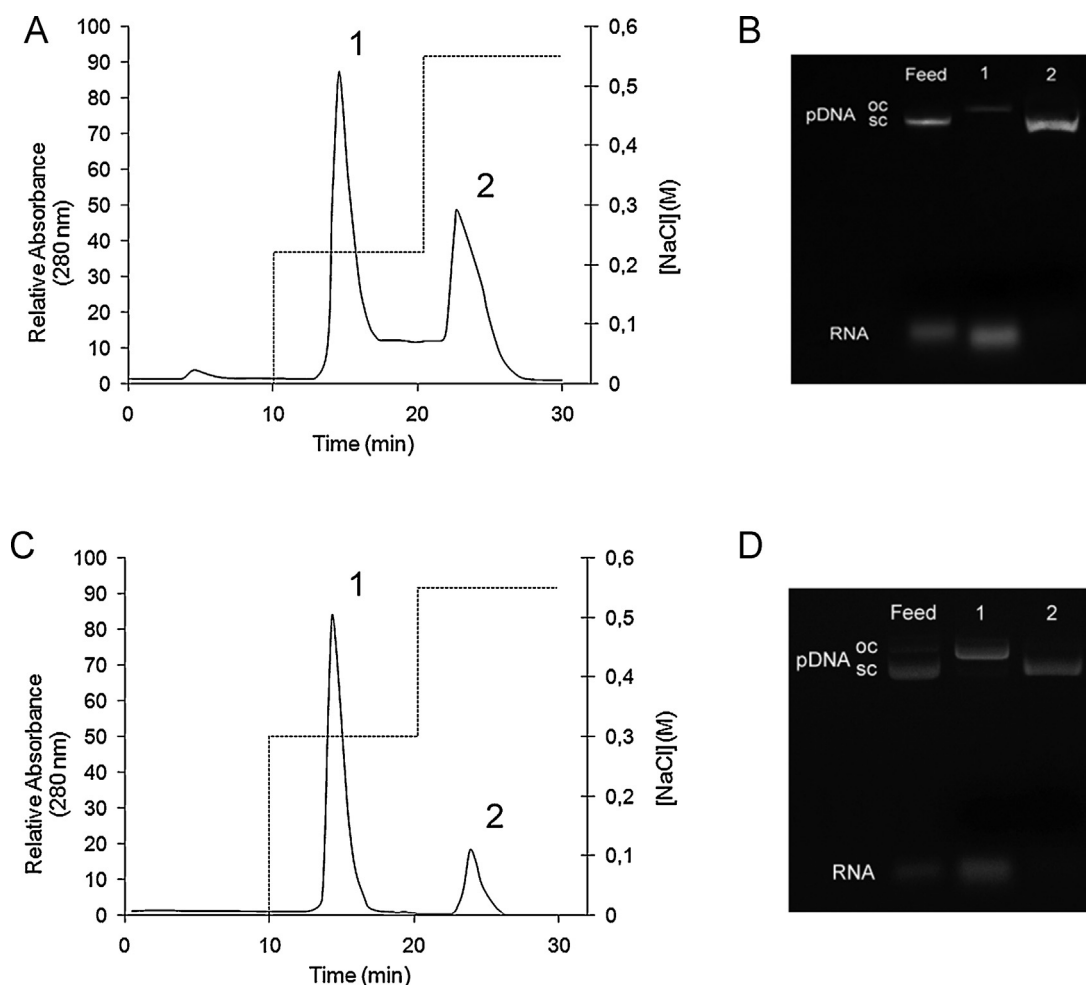 A
1
2
100
90
80
70
60
50
40
30
20
10
0
Relative Absorbance
(280 nm)
0,6
0,5
0,4
0,3
0,2
0,1
0
[NaCl] (M)
0 10 20 30
Time (min)
B
Feed 1 2
pDNA oc
sc
RNA
C
1
2
100
90
80
70
60
50
40
30
20
10
0
Relative Absorbance
(280 nm)
0,6
0,5
0,4
0,3
0,2
0,1
0
[NaCl] (M)
0 10 20 30
Time (min)
D
Feed 1 2
pDNA oc
sc
RNA